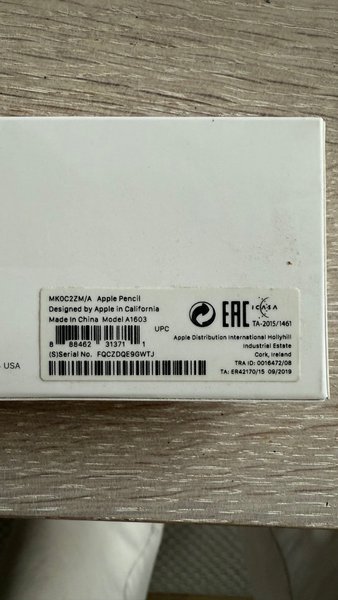 MK0C2ZM/A Apple Pencil
Designed by Apple in California
Made in China Model A1603
UPC
8 88462 31371 1
(S)Serial No. FQCZDQE9GWTJ
EAC
ICASA
TA-2015/1461
Apple Distribution International Hollyhill
Industrial Estate
Cork, Ireland
TRA ID: 0016472/08
TA: ER42170/15 09/2019
USA